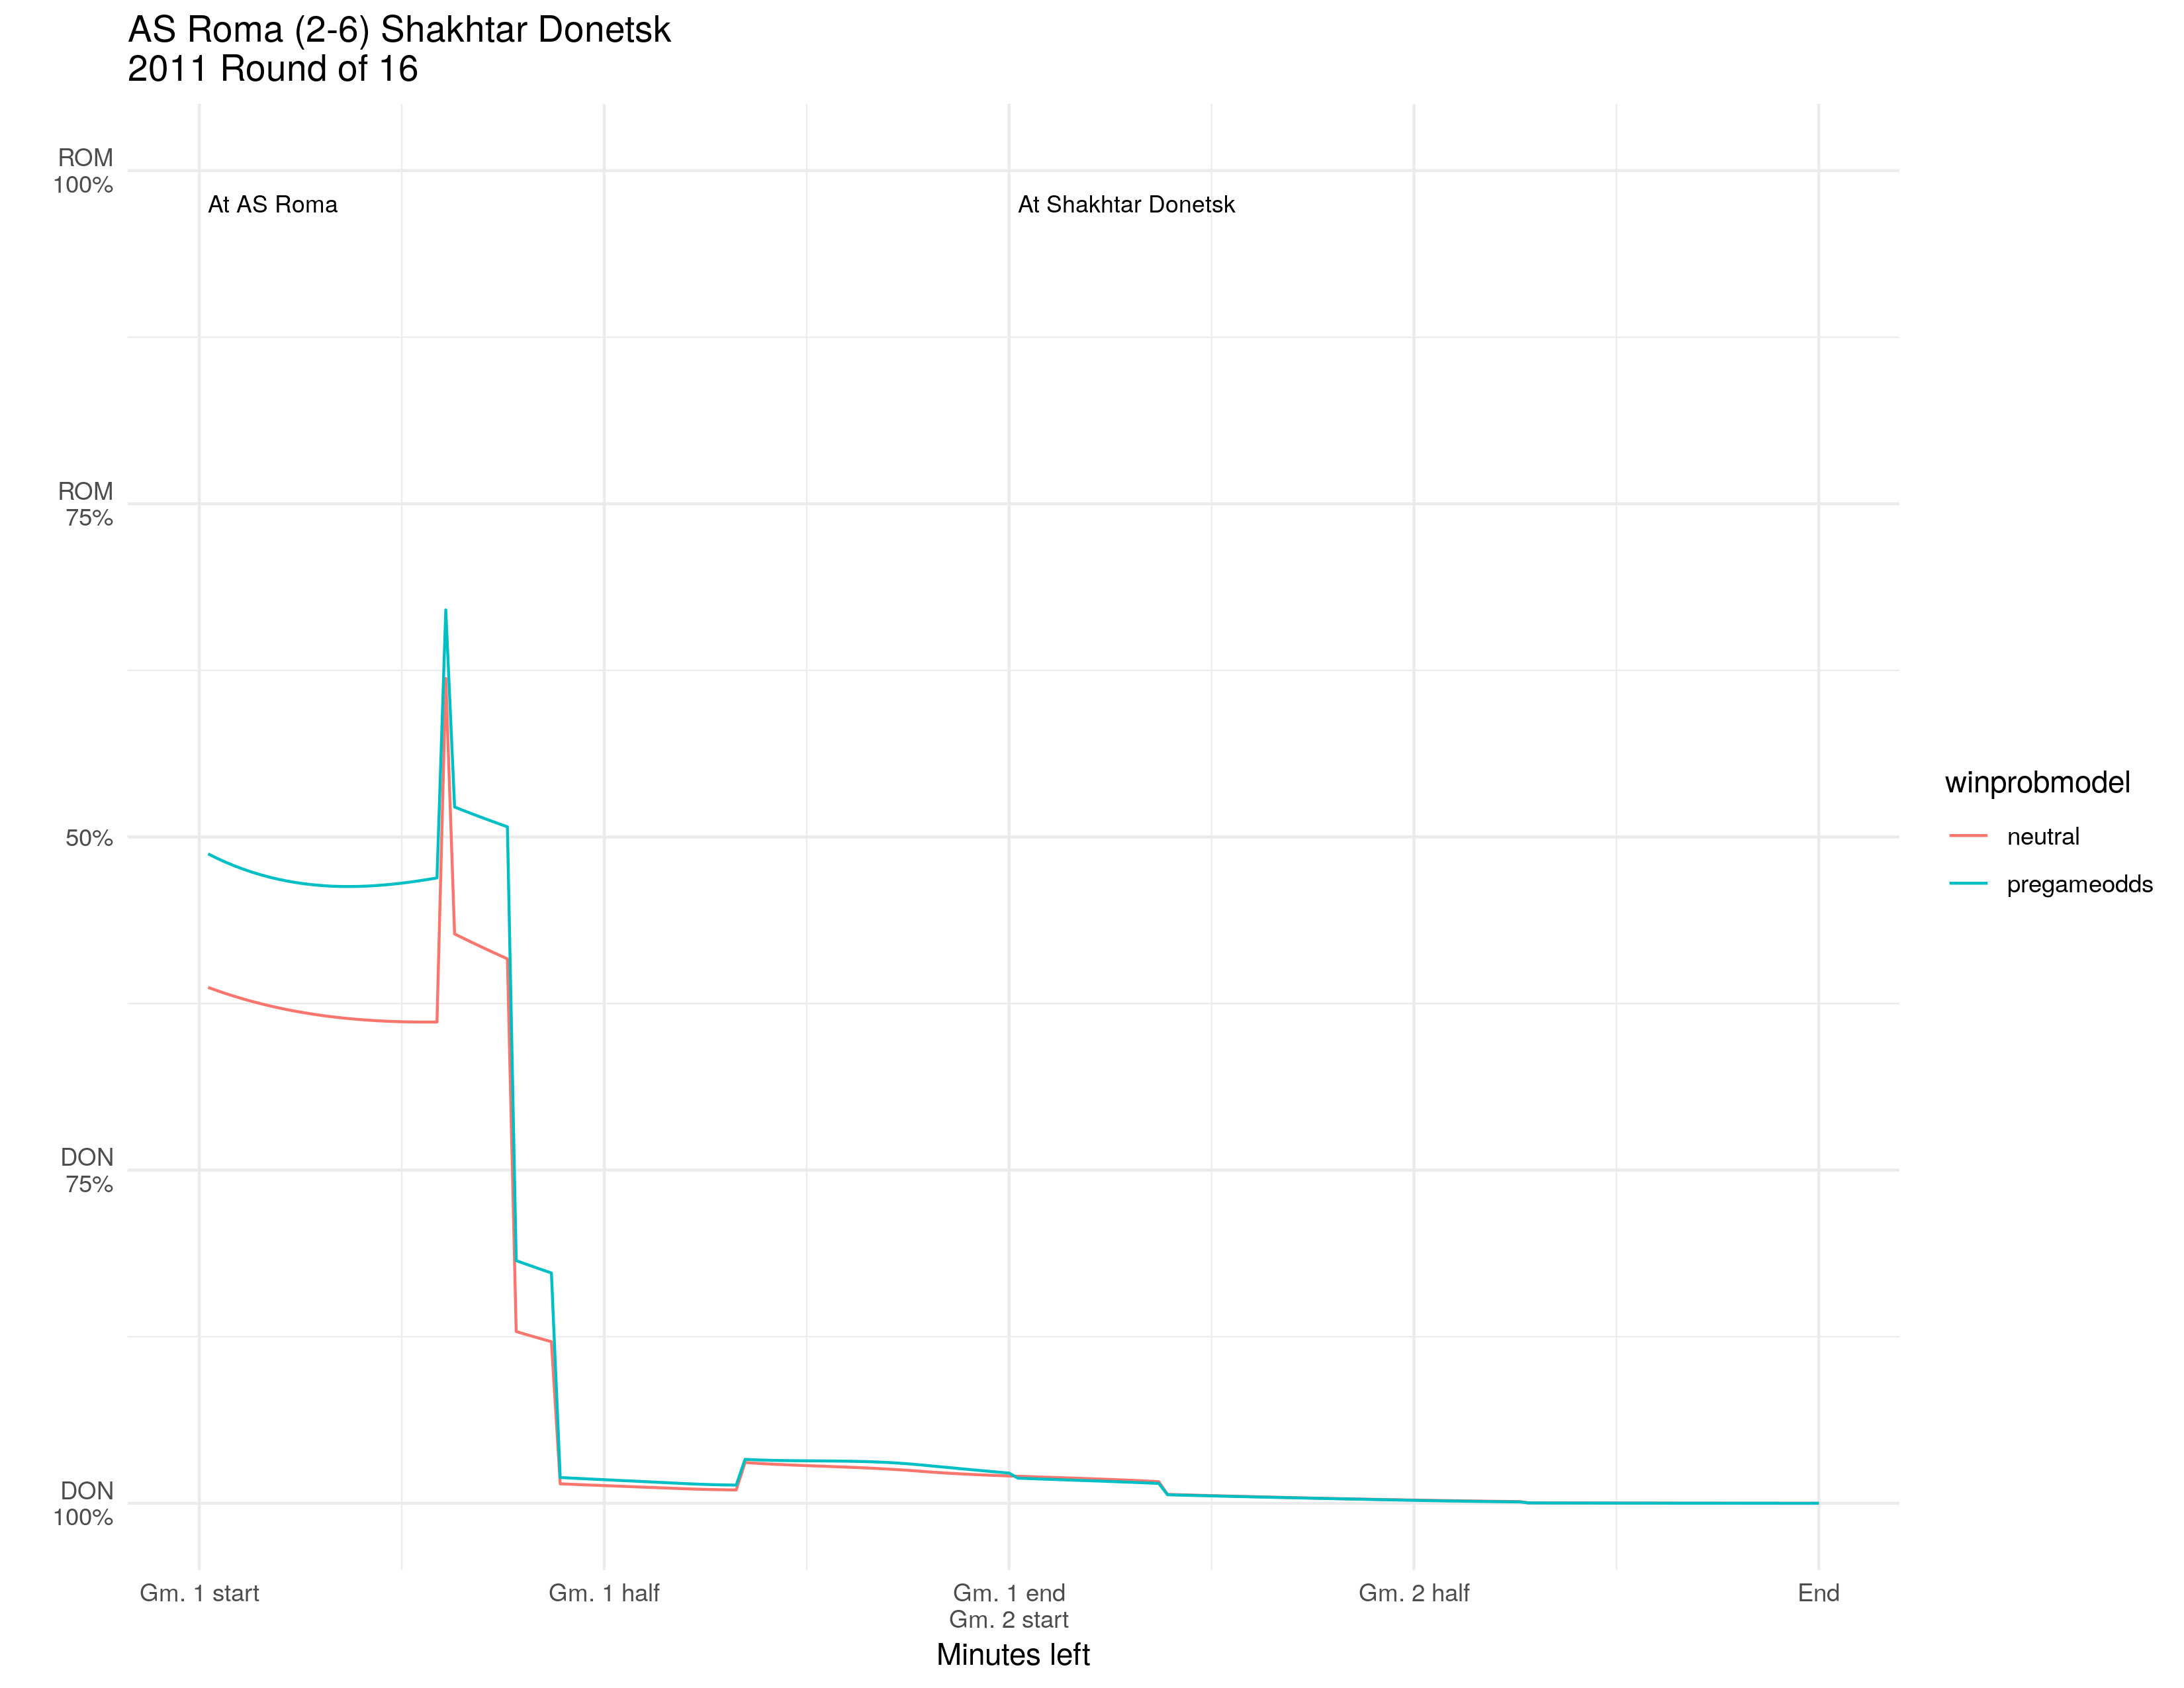 AS Roma (2-6) Shakhtar Donetsk
2011 Round of 16
ROM
100%
At AS Roma
At Shakhtar Donetsk
ROM
75%
50%
DON
75%
DON
100%
winprobmodel
neutral
pregameodds
Gm. 1 start
Gm. 1 half
Gm. 1 end
Gm. 2 start
Gm. 2 half
End
Minutes left